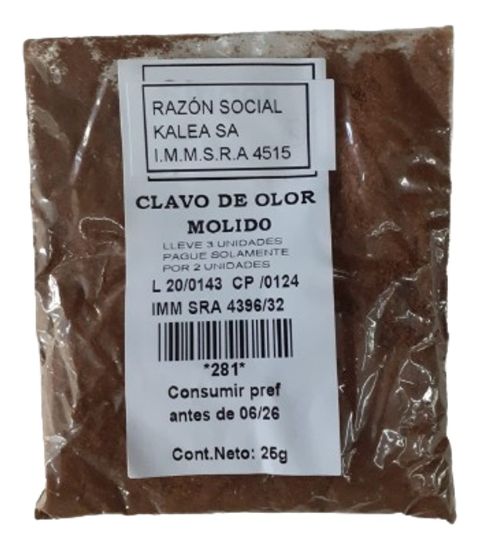 RAZÓN SOCIAL
KALEA SA
I.M.M.S.R.A 4515
CLAVO DE OLOR
MOLIDO
LLEVE 3 UNIDADES
PAGUE SOLAMENTE
POR 2 UNIDADES
L 20/0143 CP /0124
IMM SRA 4396/32
*281*
Consumir pref
antes de 06/26
Cont.Neto: 25g